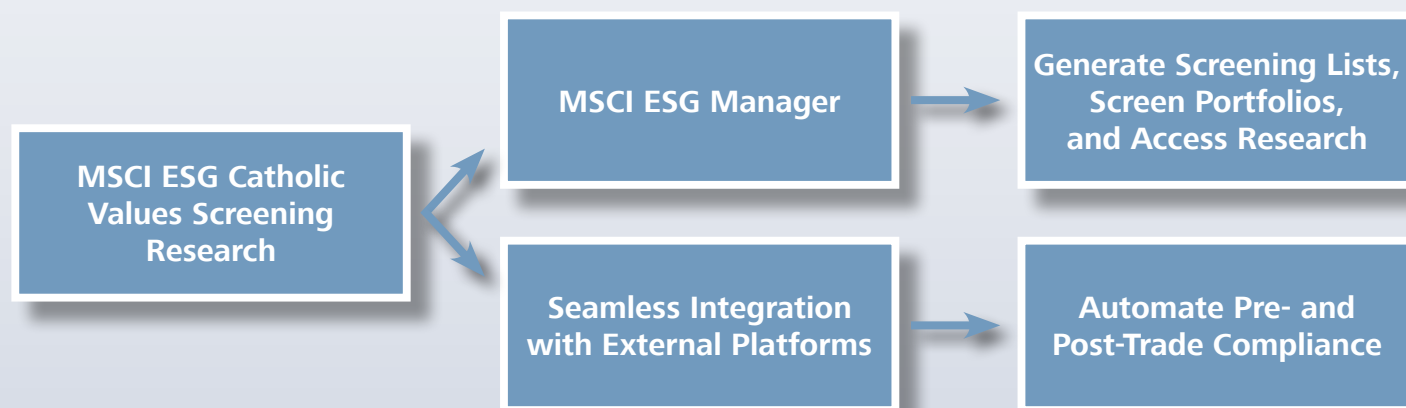 MSCI ESG Catholic
Values Screening
Research
MSCI ESG Manager
Generate Screening Lists,
Screen Portfolios,
and Access Research
Seamless Integration
with External Platforms
Automate Pre- and
Post-Trade Compliance